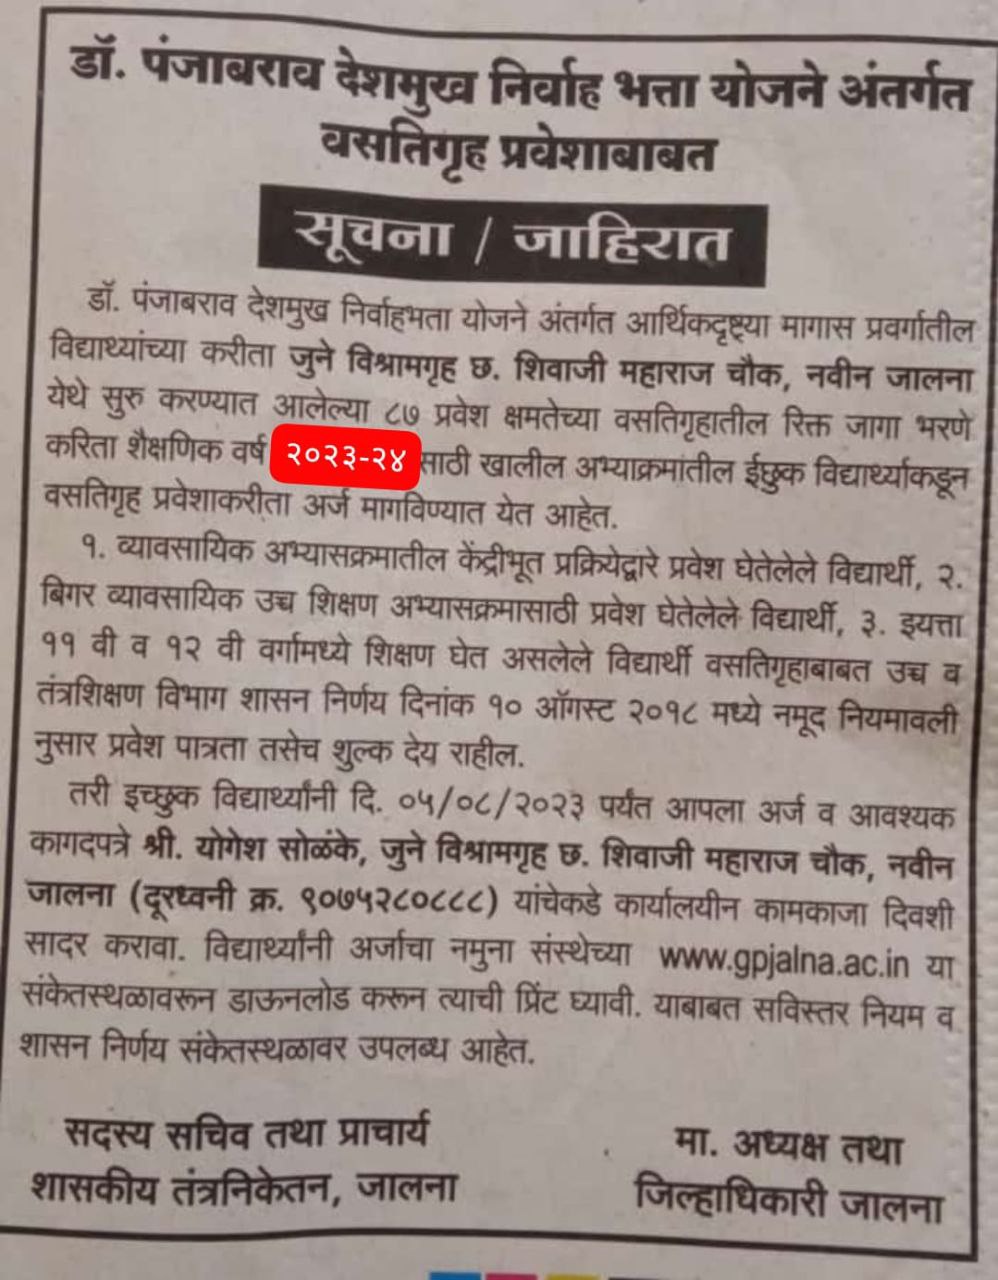 डॉ. पंजाबराव देशमुख निर्वाह भत्ता योजने अंतर्गत
वसतिगृह प्रवेशाबाबत
सूचना / जाहिरात
डॉ. पंजाबराव देशमुख निर्वाहभता योजने अंतर्गत आर्थिकदृष्ट्या मागास प्रवर्गातील
विद्यार्थ्यांच्या करीता जुने विश्रामगृह छ. शिवाजी महाराज चौक, नवीन जालना
येथे सुरु करण्यात आलेल्या ८७ प्रवेश क्षमतेच्या वसतिगृहातील रिक्त जागा भरणे
करिता शैक्षणिक वर्ष २०२३-२४ साठी खालील अभ्याक्रमांतील ईछुक विद्यार्थ्याकडून
वसतिगृह प्रवेशाकरीता अर्ज मागविण्यात येत आहेत.
१. व्यावसायिक अभ्यासक्रमातील केंद्रीभूत प्रक्रियेद्वारे प्रवेश घेतेलेले विद्यार्थी, २.
बिगर व्यावसायिक उच शिक्षण अभ्यासक्रमासाठी प्रवेश घेतेलेले विद्यार्थी, ३. इयत्ता
११ वी व १२ वी वर्गामध्ये शिक्षण घेत असलेले विद्यार्थी वसतिगृहाबाबत उच्च व
तंत्रशिक्षण विभाग शासन निर्णय दिनांक १० ऑगस्ट २०१८ मध्ये नमूद नियमावली
नुसार प्रवेश पात्रता तसेच शुल्क देय राहील.
तरी इच्छुक विद्यार्थ्यांनी दि. ०५/०८/२०२३ पर्यंत आपला अर्ज व आवश्यक
कागदपत्रे श्री. योगेश सोळंके, जुने विश्रामगृह छ. शिवाजी महाराज चौक, नवीन
जालना (दूरध्वनी क्र. ९०७५२८०८८८) यांचेकडे कार्यालयीन कामकाजा दिवशी
सादर करावा. विद्यार्थ्यांनी अर्जाचा नमुना संस्थेच्या www.gpjalna.ac.in या
संकेतस्थळावरून डाऊनलोड करून त्याची प्रिंट घ्यावी. याबाबत सविस्तर नियम व
शासन निर्णय संकेतस्थळावर उपलब्ध आहेत.
सदस्य सचिव तथा प्राचार्य
शासकीय तंत्रनिकेतन, जालना
मा. अध्यक्ष तथा
जिल्हाधिकारी जालना